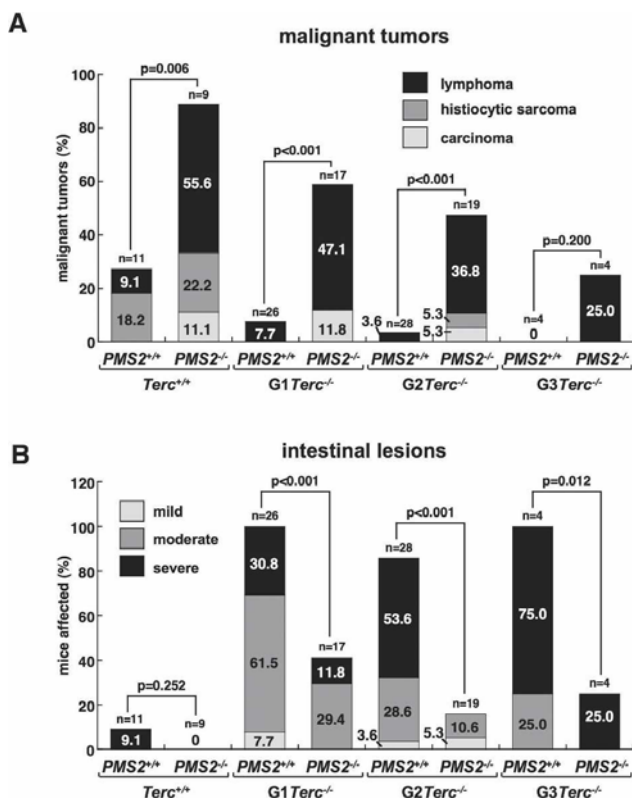 A
malignant tumors
malignant tumors (%)
100
80
60
40
20
0
lymphoma
histiocytic sarcoma
carcinoma
p=0.006
n=9
55.6
22.2
11.1
n=11
9.1
18.2
p<0.001
n=17
47.1
11.8
n=26
7.7
p<0.001
n=19
36.8
5.3
5.3
3.6
n=28
p=0.200
n=4
25.0
n=4
0
PMS2+/+ PMS2-/- PMS2+/+ PMS2-/- PMS2+/+ PMS2-/- PMS2+/+ PMS2-/-
Terc+/+ G1Terc-/- G2Terc-/- G3Terc-/-
B
intestinal lesions
mice affected (%)
120
100
80
60
40
20
0
mild
moderate
severe
p=0.252
n=11
9.1
n=9
0
p<0.001
n=26
30.8
61.5
7.7
n=17
11.8
29.4
p<0.001
n=28
53.6
28.6
3.6
n=19
10.6
5.3
p=0.012
n=4
75.0
25.0
n=4
25.0
PMS2+/+ PMS2-/- PMS2+/+ PMS2-/- PMS2+/+ PMS2-/- PMS2+/+ PMS2-/-
Terc+/+ G1Terc-/- G2Terc-/- G3Terc-/-